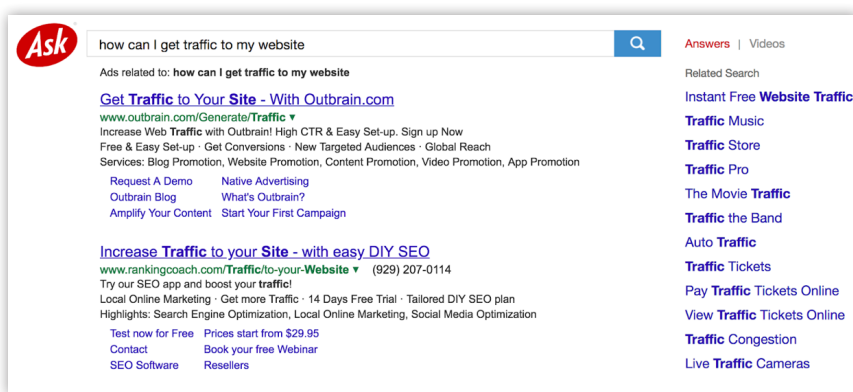 Ask
how can I get traffic to my website
Answers | Videos
Ads related to: how can I get traffic to my website
Get Traffic to Your Site - With Outbrain.com
www.outbrain.com/Generate/Traffic ▼
Increase Web Traffic with Outbrain! High CTR & Easy Set-up. Sign up Now
Free & Easy Set-up · Get Conversions · New Targeted Audiences · Global Reach
Services: Blog Promotion, Website Promotion, Content Promotion, Video Promotion, App Promotion
Request A Demo Native Advertising
Outbrain Blog What's Outbrain?
Amplify Your Content Start Your First Campaign
Increase Traffic to your Site - with easy DIY SEO
www.rankingcoach.com/Traffic/to-your-Website ▼ (929) 207-0114
Try our SEO app and boost your traffic!
Local Online Marketing · Get more Traffic · 14 Days Free Trial · Tailored DIY SEO plan
Highlights: Search Engine Optimization, Local Online Marketing, Social Media Optimization
Test now for Free Prices start from $29.95
Contact Book your free Webinar
SEO Software Resellers
Related Search
Instant Free Website Traffic
Traffic Music
Traffic Store
Traffic Pro
The Movie Traffic
Traffic the Band
Auto Traffic
Traffic Tickets
Pay Traffic Tickets Online
View Traffic Tickets Online
Traffic Congestion
Live Traffic Cameras